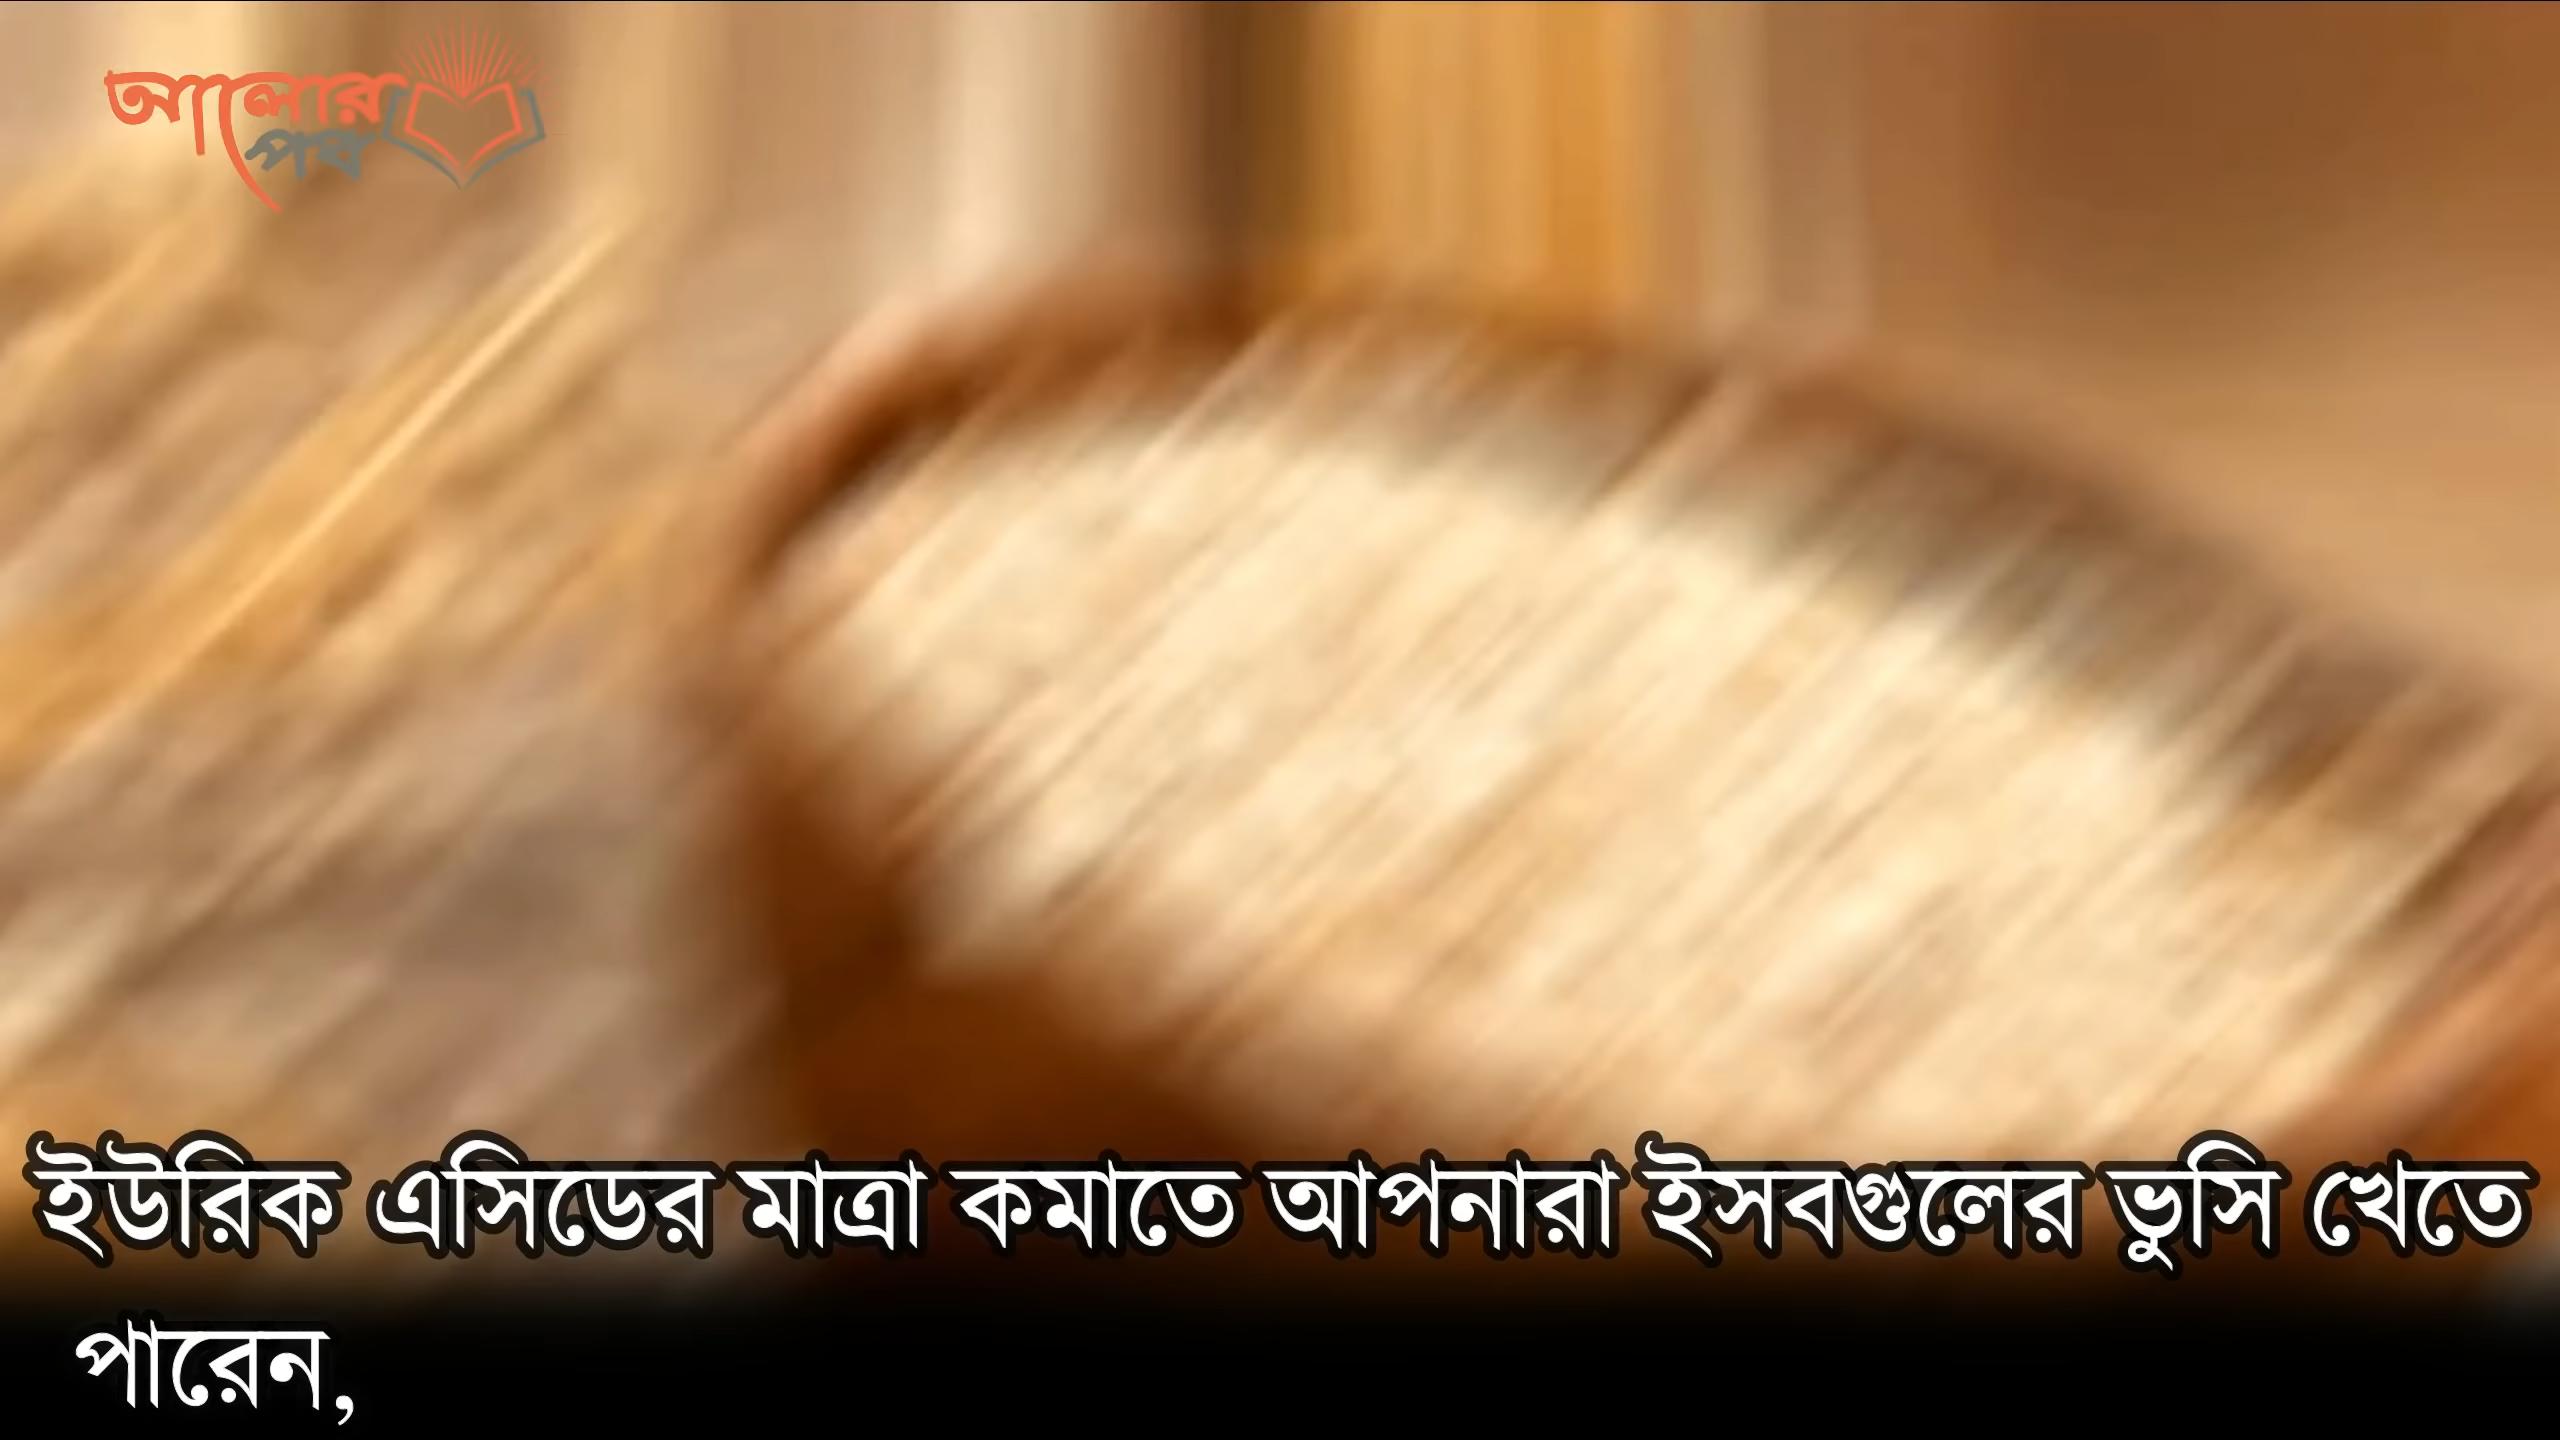 আলোর
পথ
ইউরিক এসিডের মাত্রা কমাতে আপনারা ইসবগুলের ভুসি খেতে
পারেন,